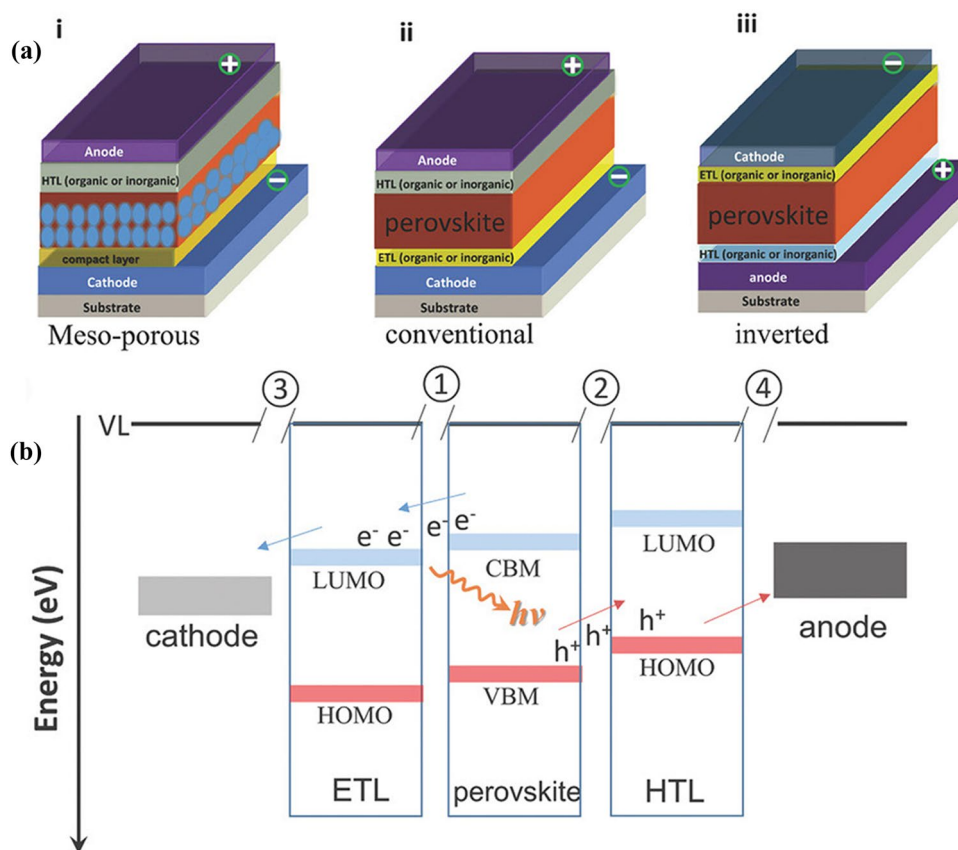 (a)
i
ii
iii
+
+
−
Anode
HTL (organic or inorganic)
−
compact layer
Cathode
Substrate
Meso-porous
Anode
HTL (organic or inorganic)
−
perovskite
ETL (organic or inorganic)
Cathode
Substrate
conventional
Cathode
ETL (organic or inorganic)
+
perovskite
HTL (organic or inorganic)
anode
Substrate
inverted
3
1
2
4
VL
(b)
Energy (eV)
e⁻ e⁻
e⁻ e⁻
LUMO
CBM
LUMO
hν
cathode
anode
h⁺
h⁺
h⁺
HOMO
VBM
HOMO
ETL
perovskite
HTL